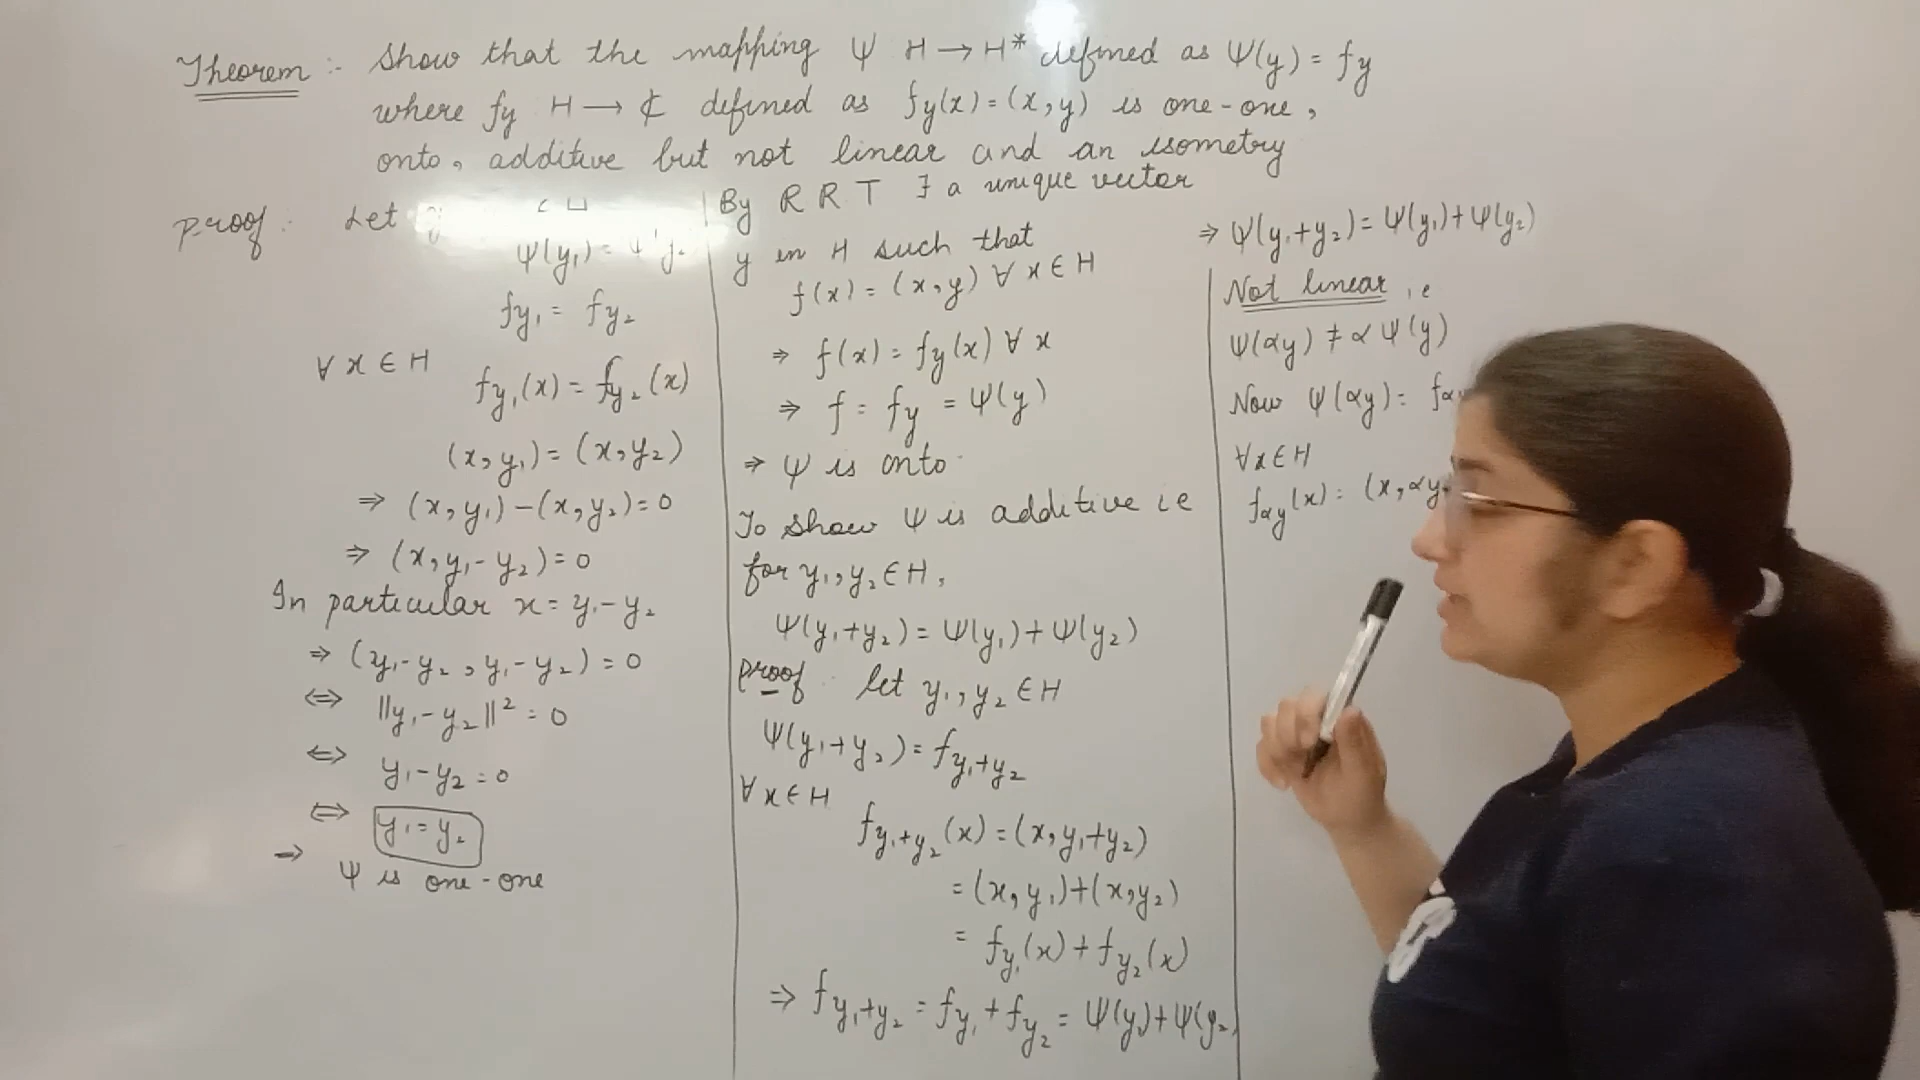 Theorem :- Show that the mapping Ψ H → H* defined as Ψ(y) = fy
where fy H → ₵ defined as fy(x) = (x, y) is one-one,
onto, additive but not linear and an isometry
Proof : Let
Ψ(y₁) =
fy₁ = fy₂
∀ x ∈ H
fy₁(x) = fy₂(x)
(x, y₁) = (x, y₂)
⇒ (x, y₁) - (x, y₂) = 0
⇒ (x, y₁ - y₂) = 0
In particular x = y₁ - y₂
⇒ (y₁ - y₂, y₁ - y₂) = 0
⇔ ||y₁ - y₂||² = 0
⇔ y₁ - y₂ = 0
⇔ y₁ = y₂
⇒ Ψ is one-one
By R R T ∃ a unique vector
y in H such that
f(x) = (x, y) ∀ x ∈ H
⇒ f(x) = fy(x) ∀ x
⇒ f = fy = Ψ(y)
⇒ Ψ is onto
To show Ψ is additive ie
for y₁, y₂ ∈ H,
Ψ(y₁ + y₂) = Ψ(y₁) + Ψ(y₂)
Proof : let y₁, y₂ ∈ H
Ψ(y₁ + y₂) = fy₁+y₂
∀ x ∈ H
fy₁+y₂(x) = (x, y₁ + y₂)
= (x, y₁) + (x, y₂)
= fy₁(x) + fy₂(x)
⇒ fy₁+y₂ = fy₁ + fy₂ = Ψ(y₁) + Ψ(y₂
⇒ Ψ(y₁ + y₂) = Ψ(y₁) + Ψ(y₂)
Not linear ie
Ψ(αy) ≠ α Ψ(y)
Now Ψ(αy) = fαy
∀ x ∈ H
fαy(x) = (x, αy